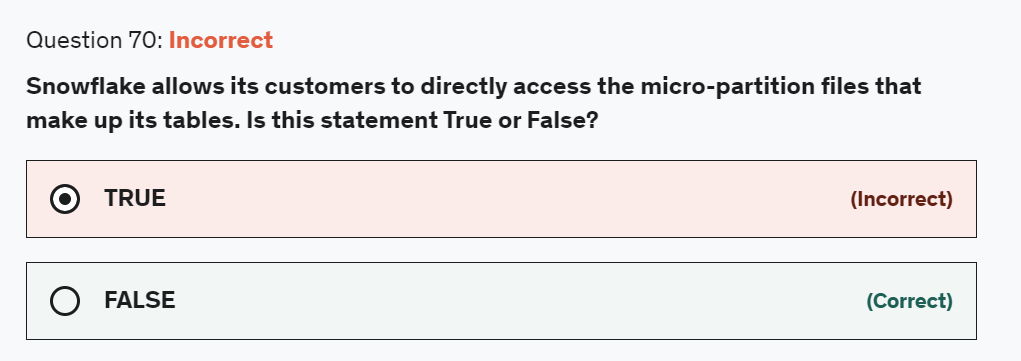 Question 70: Incorrect
Snowflake allows its customers to directly access the micro-partition files that
make up its tables. Is this statement True or False?
TRUE (Incorrect)
FALSE (Correct)